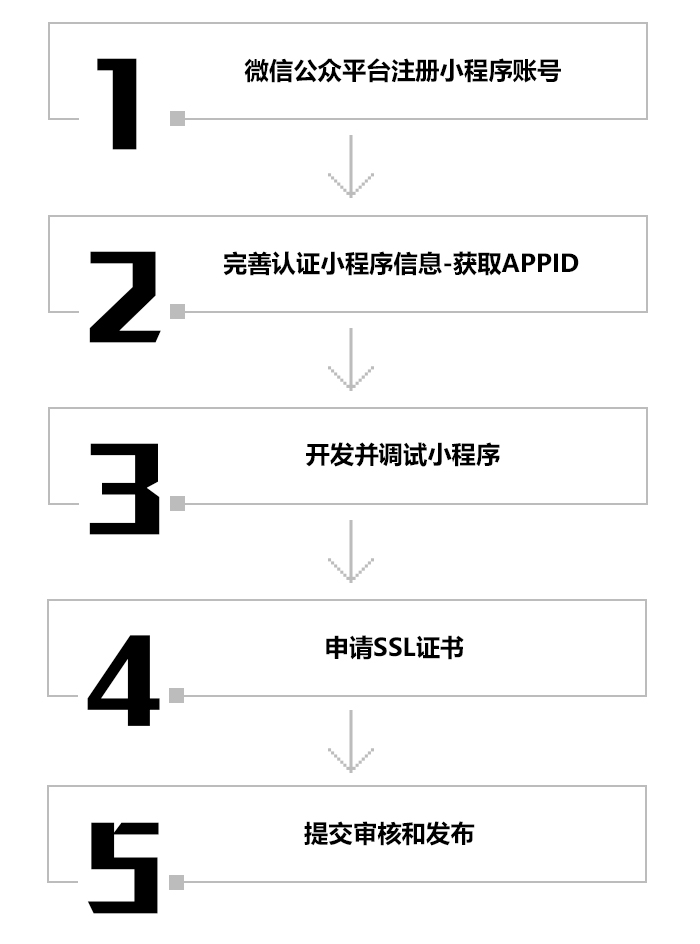 1
微信公众平台注册小程序账号
2
完善认证小程序信息-获取APPID
3
开发并调试小程序
4
申请SSL证书
5
提交审核和发布